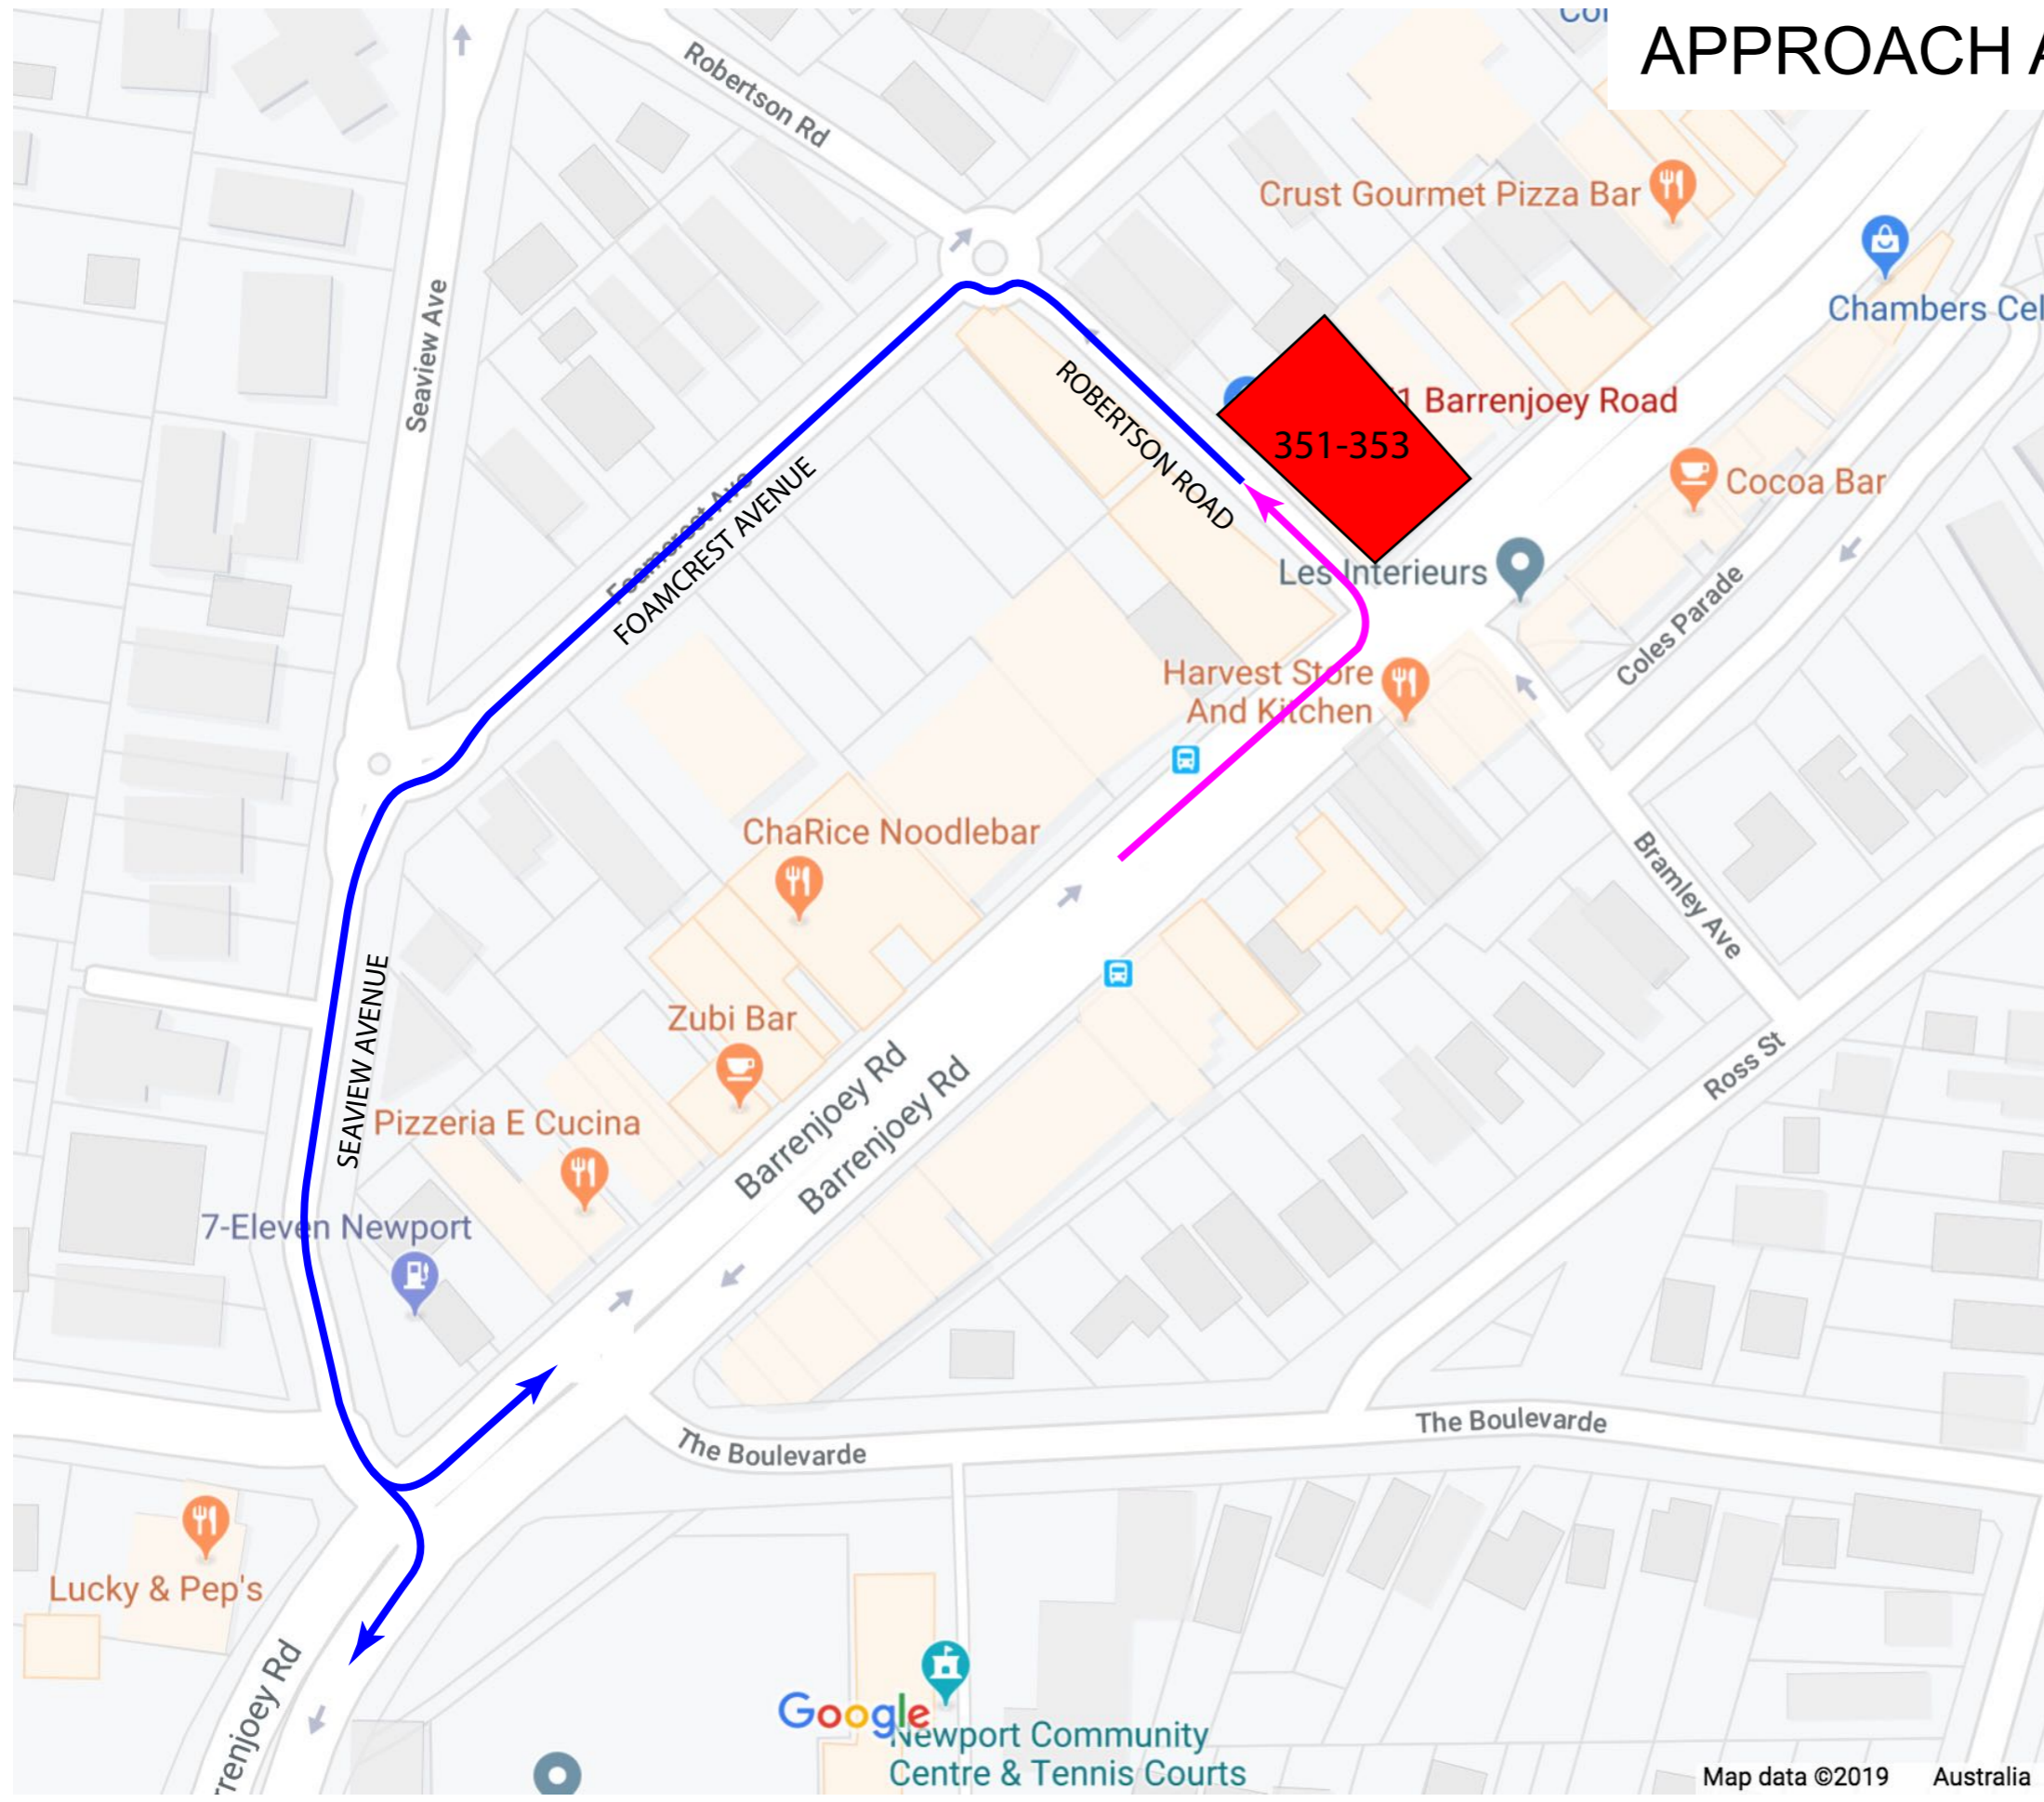 APPROACH A
Robertson Rd
Crust Gourmet Pizza Bar
Chambers Cel
Seaview Ave
ROBERTSON ROAD
1 Barrenjoey Road
351-353
Cocoa Bar
Foamcrest Ave
FOAMCREST AVENUE
Les Interieurs
Coles Parade
Harvest Store
And Kitchen
ChaRice Noodlebar
Bramley Ave
SEAVIEW AVENUE
Zubi Bar
Barrenjoey Rd
Barrenjoey Rd
Ross St
Pizzeria E Cucina
7-Eleven Newport
The Boulevarde
The Boulevarde
Lucky & Pep's
rrenjoey Rd
Google
Newport Community
Centre & Tennis Courts
Map data ©2019 Australia